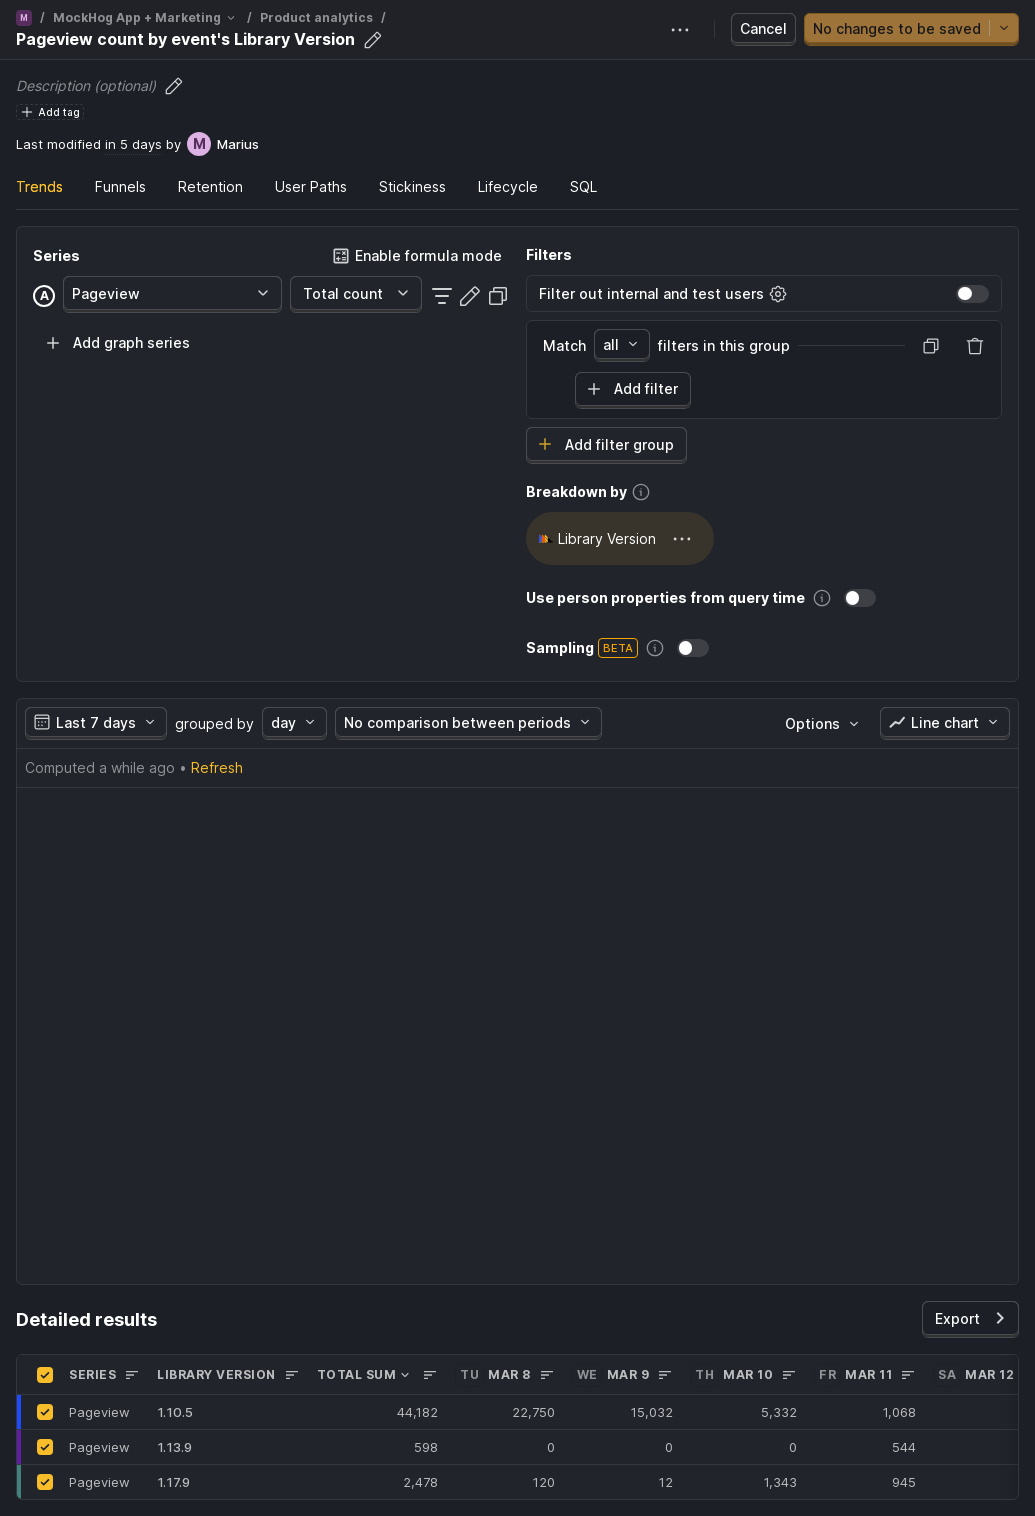 M / MockHog App + Marketing / Product analytics /
Pageview count by event's Library Version
Cancel
No changes to be saved
Description (optional)
Add tag
Last modified in 5 days by M Marius
Trends Funnels Retention User Paths Stickiness Lifecycle SQL
Series
Enable formula mode
A Pageview Total count
Add graph series
Filters
Filter out internal and test users
Match all filters in this group
Add filter
Add filter group
Breakdown by
Library Version
Use person properties from query time
Sampling BETA
Last 7 days grouped by day No comparison between periods Options Line chart
Computed a while ago • Refresh
Detailed results
Export
SERIES LIBRARY VERSION TOTAL SUM TU MAR 8 WE MAR 9 TH MAR 10 FR MAR 11 SA MAR 12
Pageview 1.10.5 44,182 22,750 15,032 5,332 1,068
Pageview 1.13.9 598 0 0 0 544
Pageview 1.17.9 2,478 120 12 1,343 945